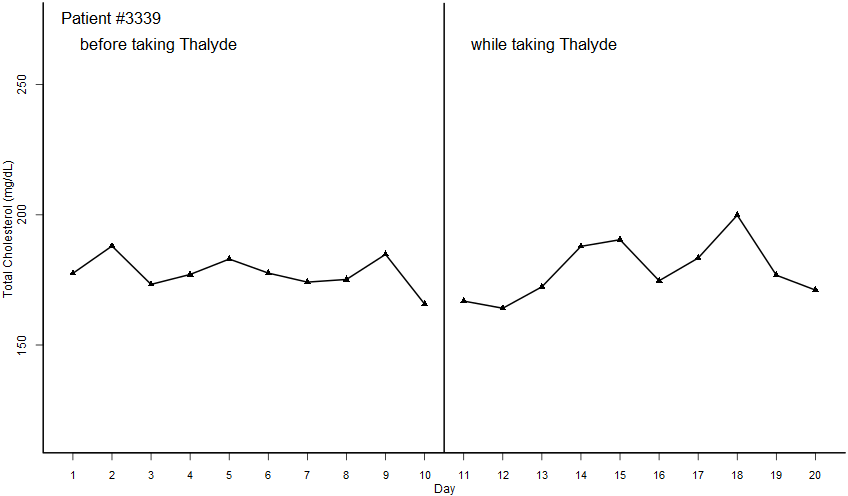 Patient #3339
before taking Thalyde
while taking Thalyde
Total Cholesterol (mg/dL)
250
200
150
1 2 3 4 5 6 7 8 9 10 11 12 13 14 15 16 17 18 19 20
Day